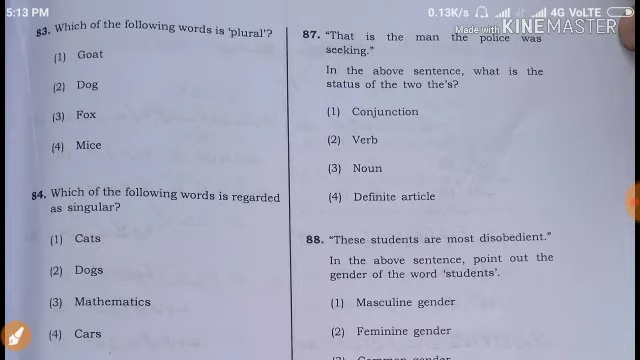 5:13 PM
0.13K/s 4G VoLTE
Made with KINEMASTER
83. Which of the following words is 'plural'?
(1) Goat
(2) Dog
(3) Fox
(4) Mice
84. Which of the following words is regarded
as singular?
(1) Cats
(2) Dogs
(3) Mathematics
(4) Cars
87. "That is the man the police was
seeking."
In the above sentence, what is the
status of the two the's?
(1) Conjunction
(2) Verb
(3) Noun
(4) Definite article
88. "These students are most disobedient."
In the above sentence, point out the
gender of the word 'students'.
(1) Masculine gender
(2) Feminine gender
(3) Common gender